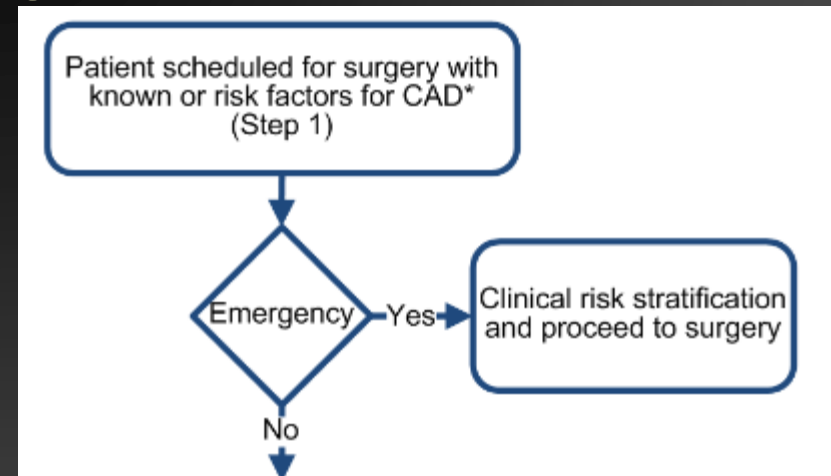 Patient scheduled for surgery with
known or risk factors for CAD*
(Step 1)
Emergency
Yes
Clinical risk stratification
and proceed to surgery
No